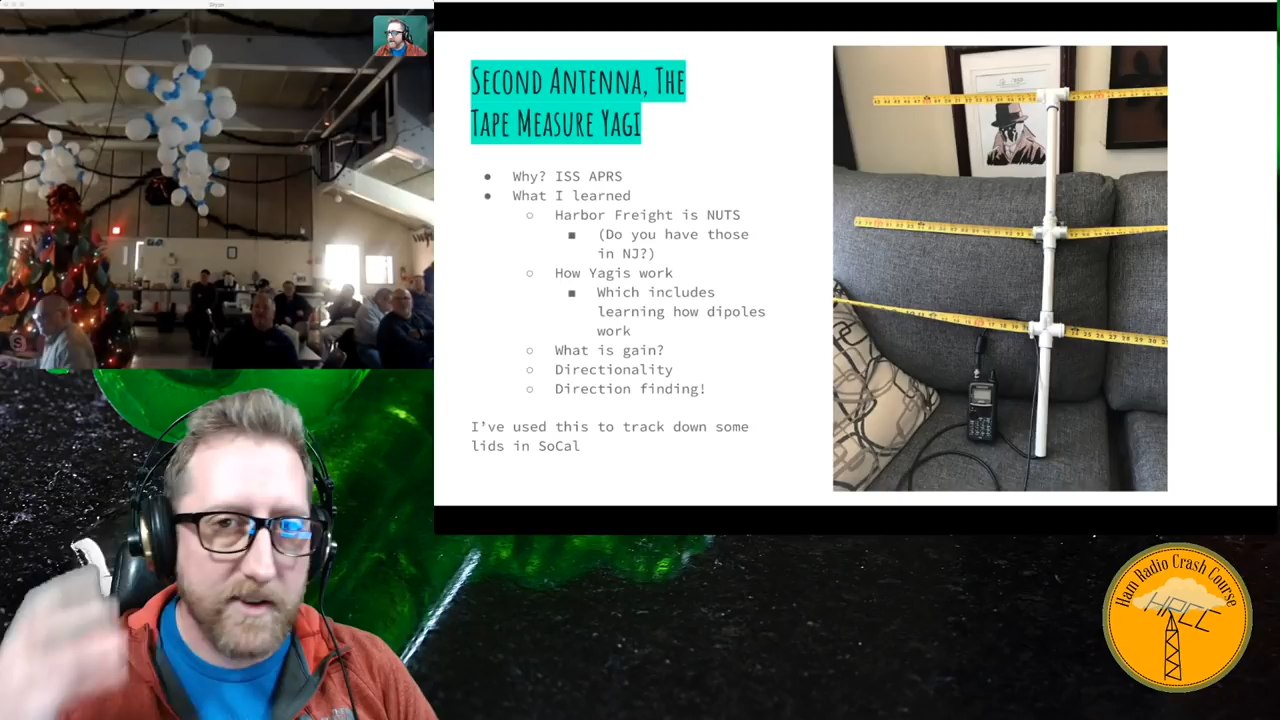 Skype
Second Antenna, The
Tape Measure Yagi
● Why? ISS APRS
● What I learned
○ Harbor Freight is NUTS
■ (Do you have those
in NJ?)
○ How Yagis work
■ Which includes
learning how dipoles
work
○ What is gain?
○ Directionality
○ Direction finding!
I’ve used this to track down some
lids in SoCal
Ham Radio Crash Course
HRCC